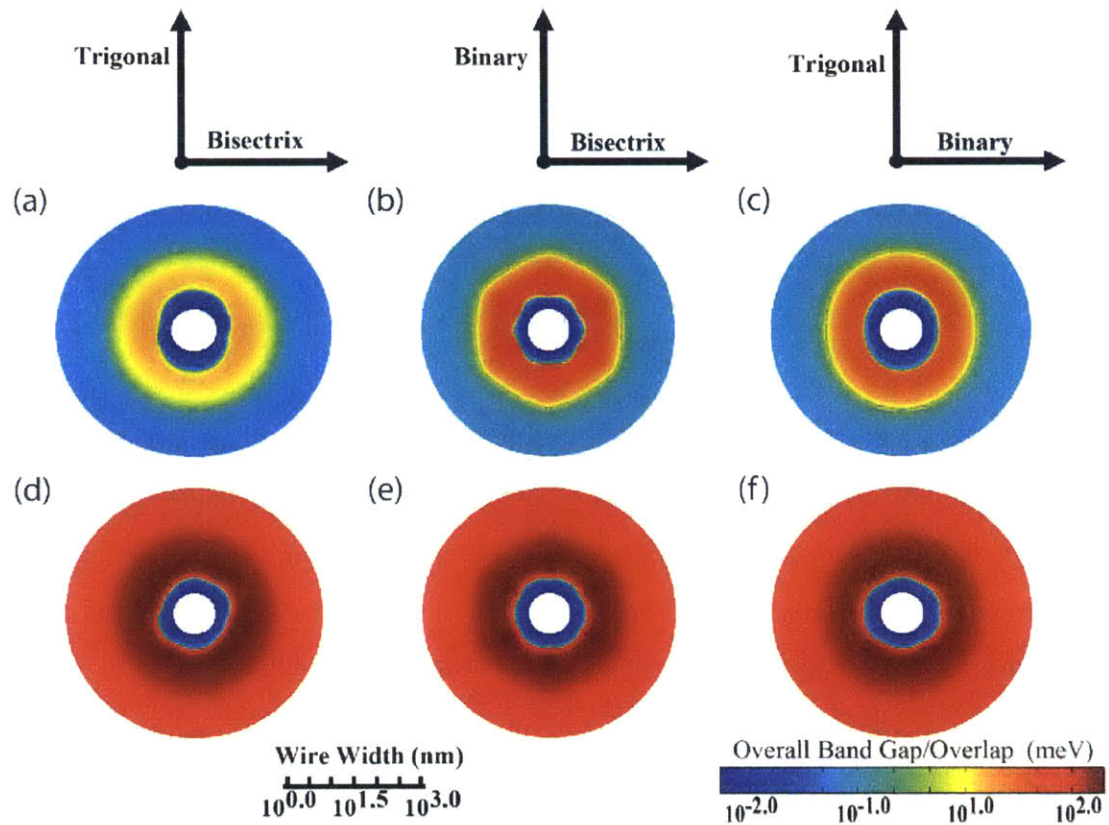 Trigonal
Bisectrix
Binary
Bisectrix
Trigonal
Binary
(a)
(b)
(c)
(d)
(e)
(f)
Wire Width (nm)
10^0.0 10^1.5 10^3.0
Overall Band Gap/Overlap (meV)
10^-2.0 10^-1.0 10^1.0 10^2.0